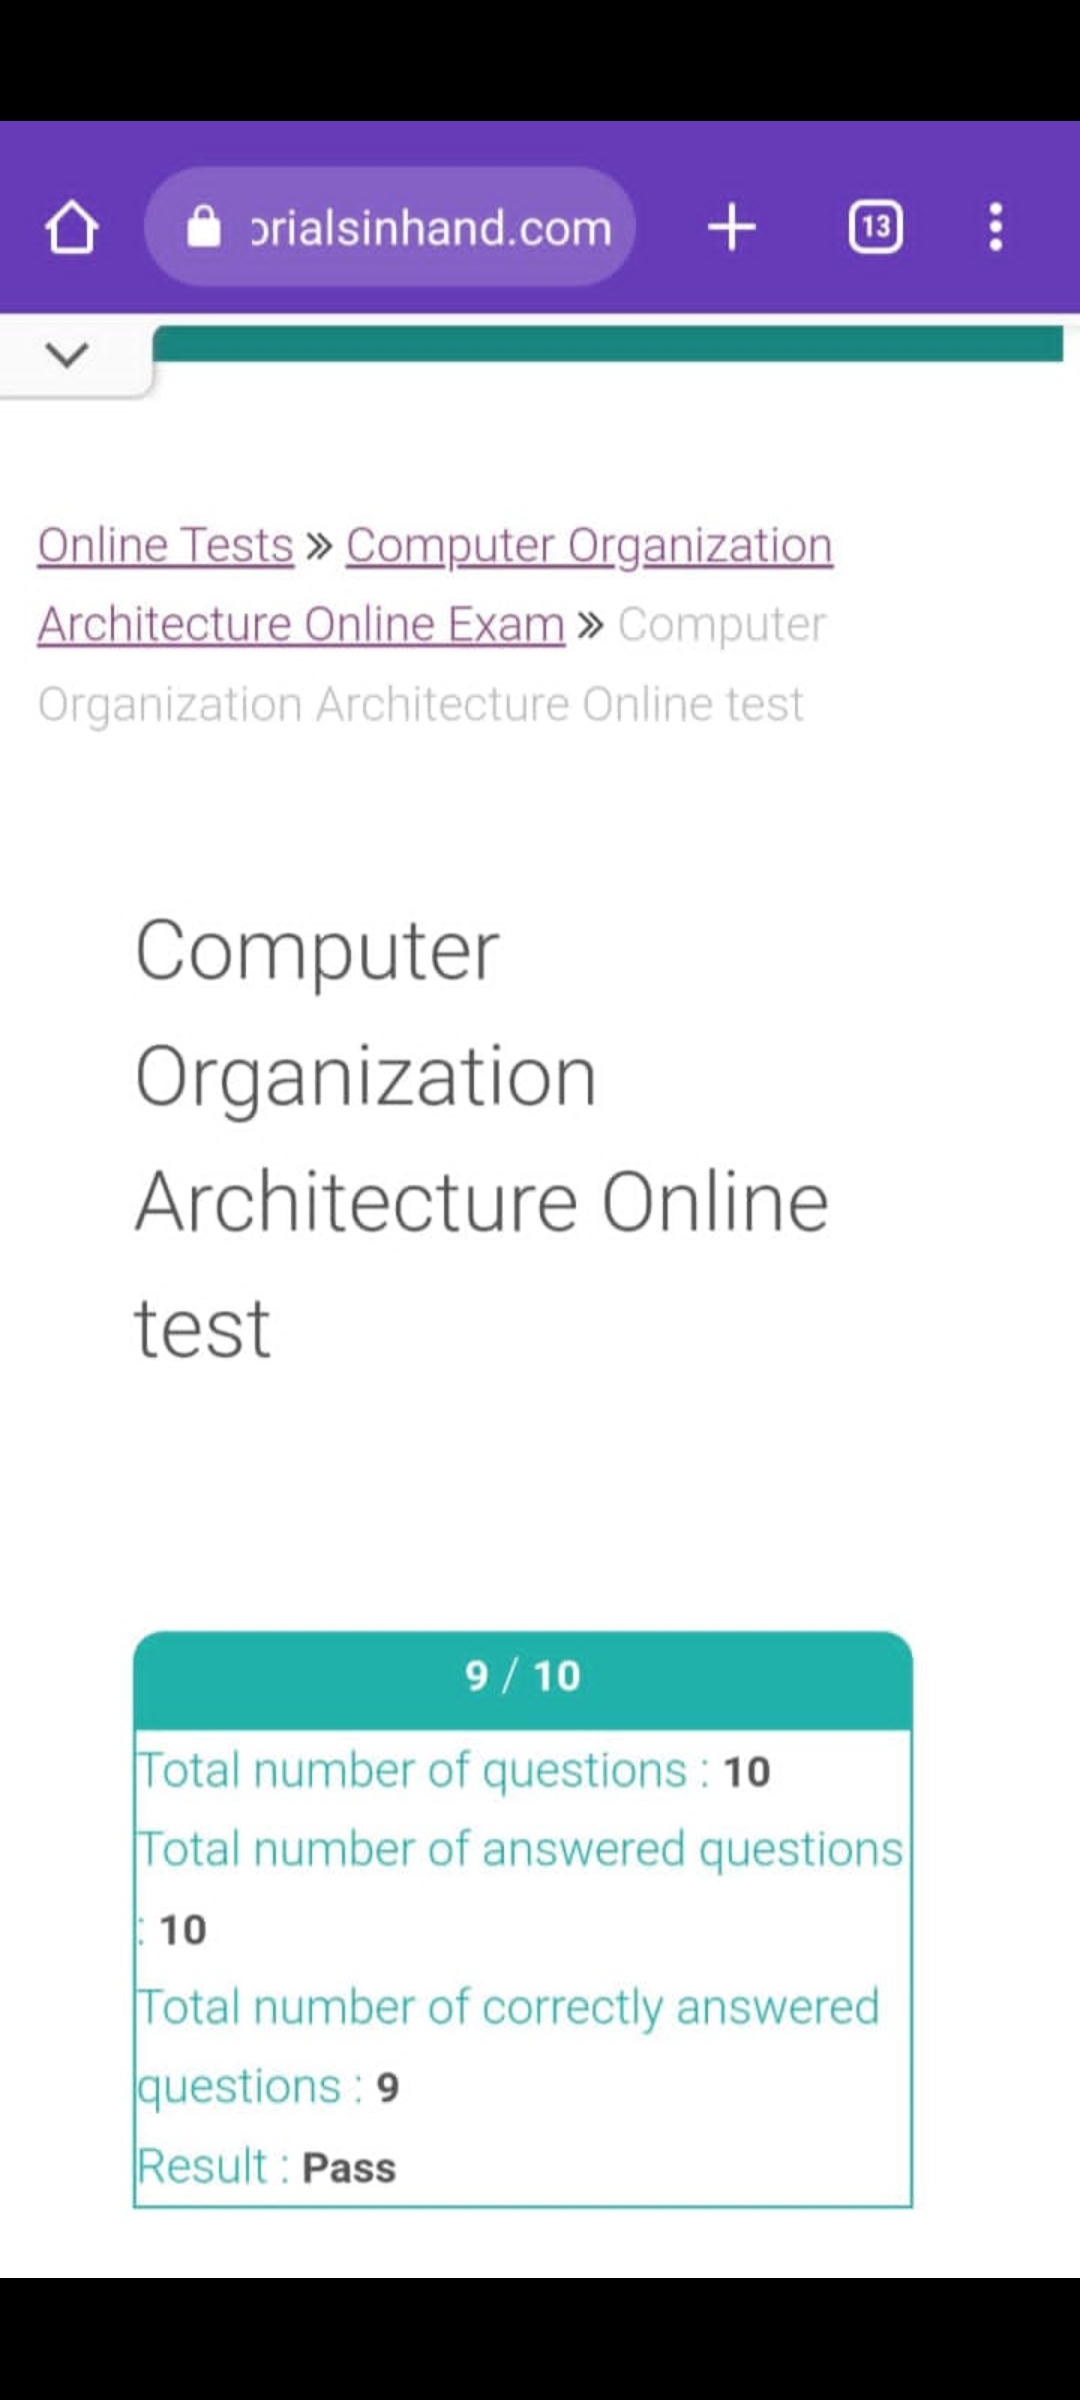 orialsinhand.com
13
Online Tests » Computer Organization
Architecture Online Exam » Computer
Organization Architecture Online test
Computer
Organization
Architecture Online
test
9 / 10
Total number of questions : 10
Total number of answered questions
: 10
Total number of correctly answered
questions : 9
Result : Pass